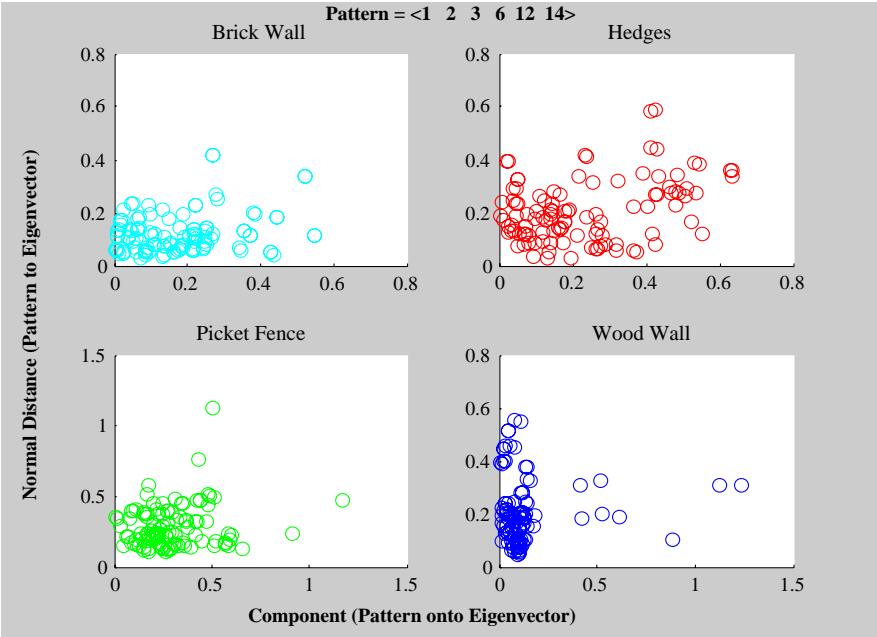 Pattern = <1 2 3 6 12 14>
Brick Wall
Hedges
0.8
0.6
0.4
0.2
0
0 0.2 0.4 0.6 0.8
0.8
0.6
0.4
0.2
0
0 0.2 0.4 0.6 0.8
Normal Distance (Pattern to Eigenvector)
Picket Fence
Wood Wall
1.5
1
0.5
0
0 0.5 1 1.5
0.8
0.6
0.4
0.2
0
0 0.5 1 1.5
Component (Pattern onto Eigenvector)